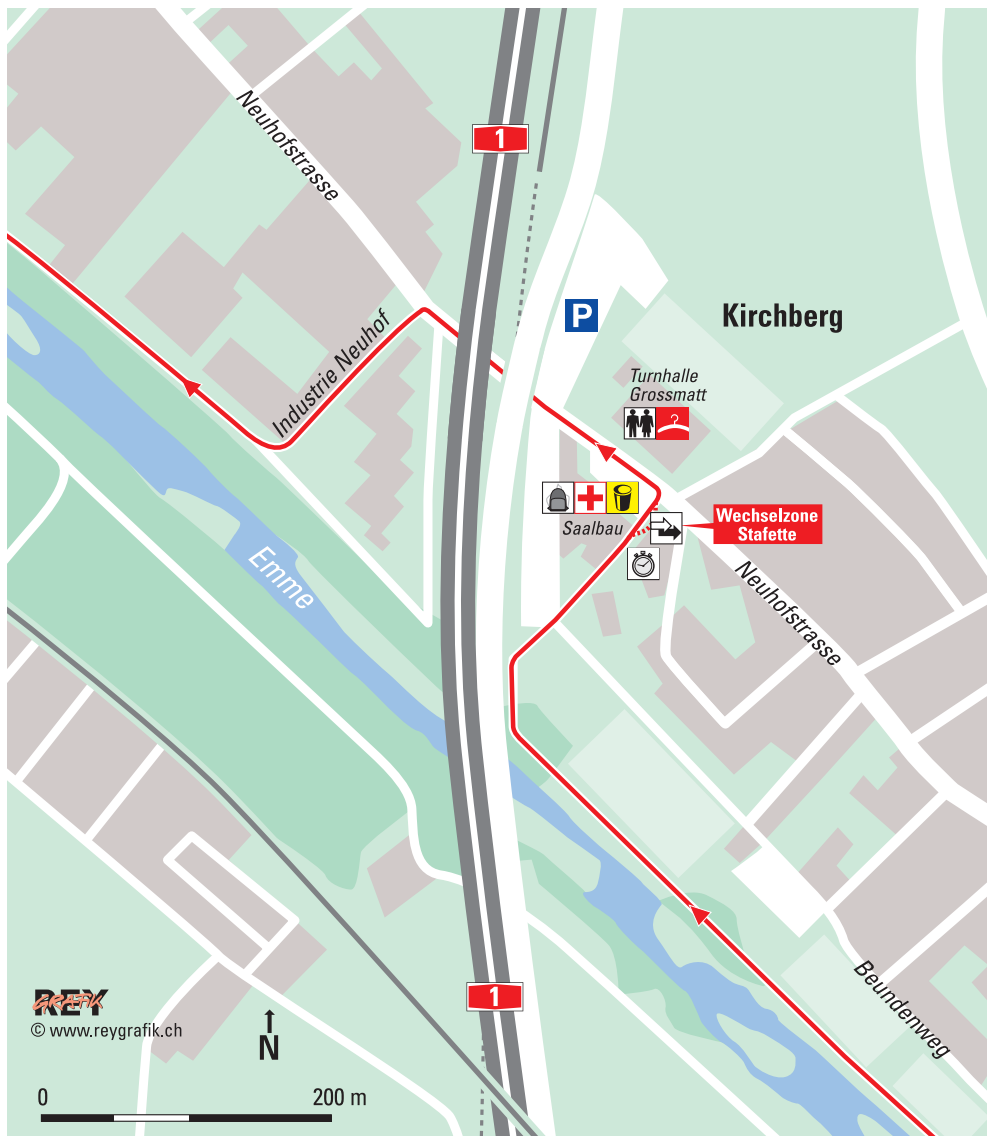 Neuhofstrasse
1
P
Kirchberg
Industrie Neuhof
Turnhalle
Grossmatt
Saalbau
Wechselzone
Stafette
Emme
Neuhofstrasse
Beundenweg
1
REY
GRAFIK
© www.reygrafik.ch
N
0 200 m